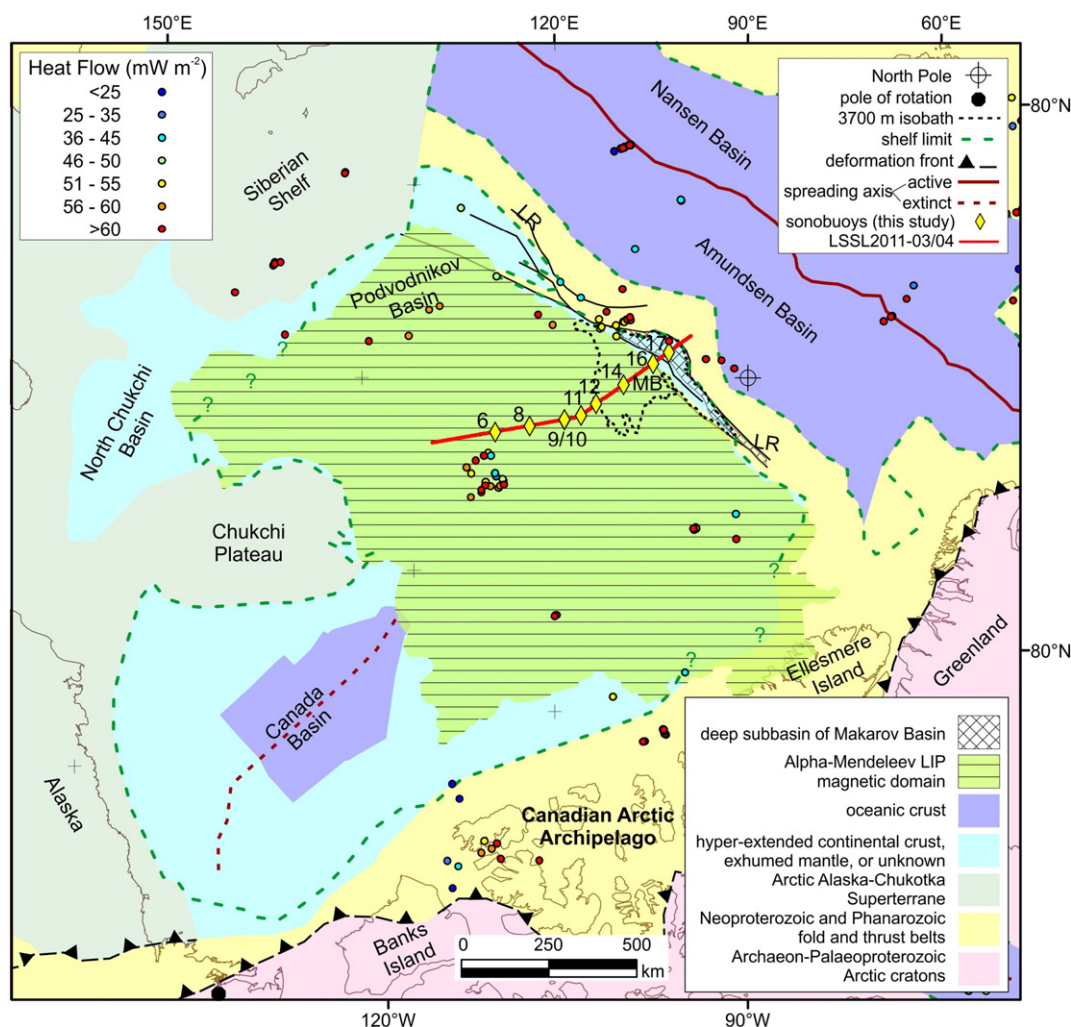 150°E
120°E
90°E
60°E
Heat Flow (mW m-2)
<25
25 - 35
36 - 45
46 - 50
51 - 55
56 - 60
>60
North Pole
pole of rotation
3700 m isobath
shelf limit
deformation front
active
spreading axis
extinct
sonobuoys (this study)
LSSL2011-03/04
80°N
Nansen Basin
Siberian
Shelf
LR
Amundsen Basin
Podvodnikov
Basin
17
16
14
MB
12
11
9/10
8
6
LR
North Chukchi
Basin
?
?
?
?
Chukchi
Plateau
?
?
?
80°N
Ellesmere
Island
Greenland
Canada
Basin
Alaska
Canadian Arctic
Archipelago
Banks
Island
0 250 500
km
deep subbasin of Makarov Basin
Alpha-Mendeleev LIP
magnetic domain
oceanic crust
hyper-extended continental crust,
exhumed mantle, or unknown
Arctic Alaska-Chukotka
Superterrane
Neoproterozoic and Phanarozoic
fold and thrust belts
Archaeon-Palaeoproterozoic
Arctic cratons
120°W
90°W